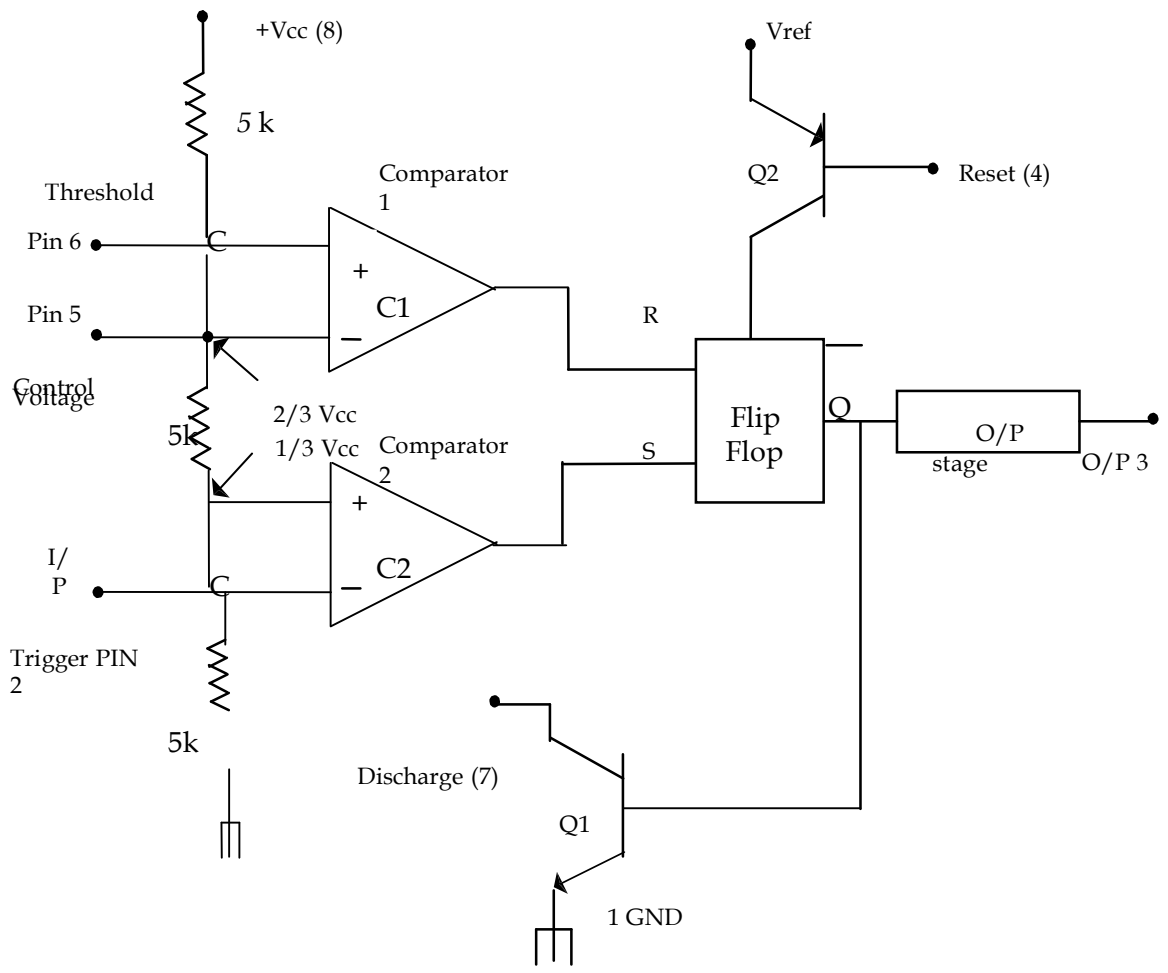 +Vcc (8)
Vref
5 k
Comparator
1
Threshold
Q2
Reset (4)
Pin 6
C
+
C1
Pin 5
R
−
Control
Voltage
2/3 Vcc
5k
1/3 Vcc
Comparator
2
Flip
Flop
Q
O/P
stage
O/P 3
S
+
I/
P
C2
C
−
Trigger PIN
2
5k
Discharge (7)
Q1
1 GND